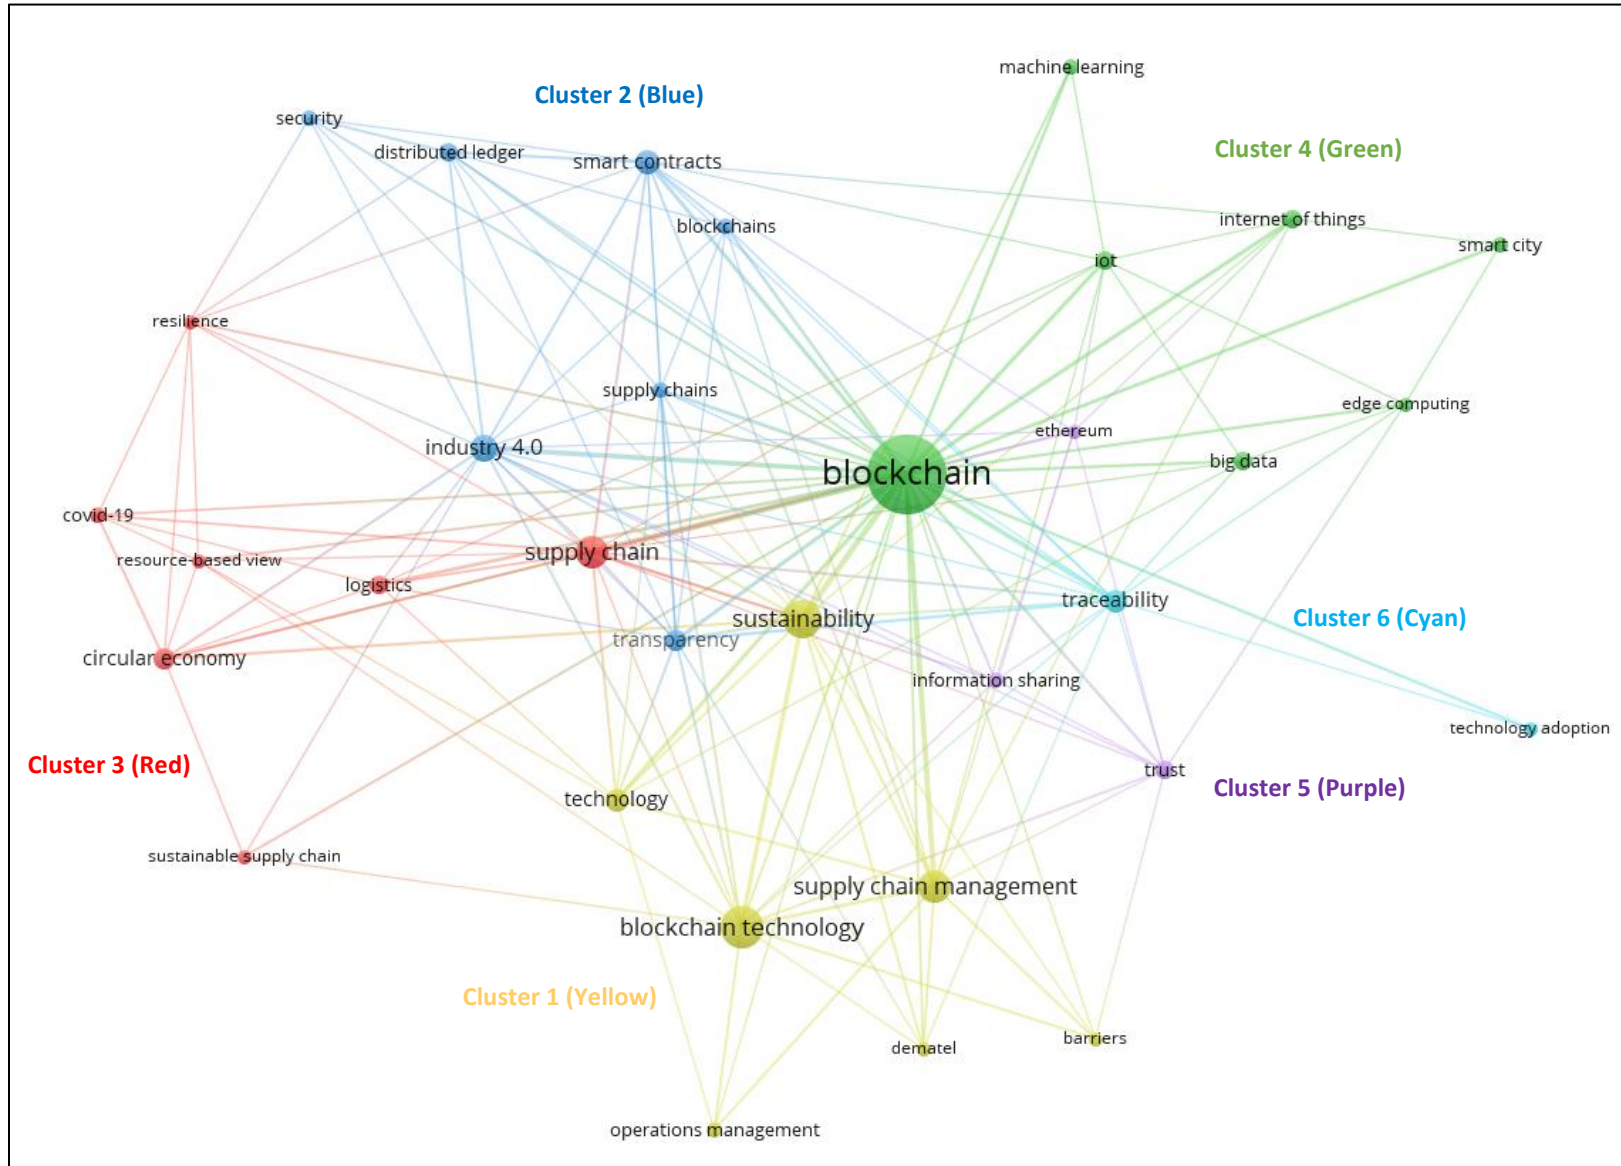 machine learning
Cluster 2 (Blue)
security
distributed ledger
smart contracts
Cluster 4 (Green)
blockchains
internet of things
smart city
iot
resilience
supply chains
edge computing
ethereum
industry 4.0
big data
blockchain
covid-19
resource-based view
supply chain
logistics
traceability
sustainability
Cluster 6 (Cyan)
transparency
circular economy
information sharing
technology adoption
Cluster 3 (Red)
trust
Cluster 5 (Purple)
technology
sustainable supply chain
supply chain management
blockchain technology
Cluster 1 (Yellow)
barriers
dematel
operations management